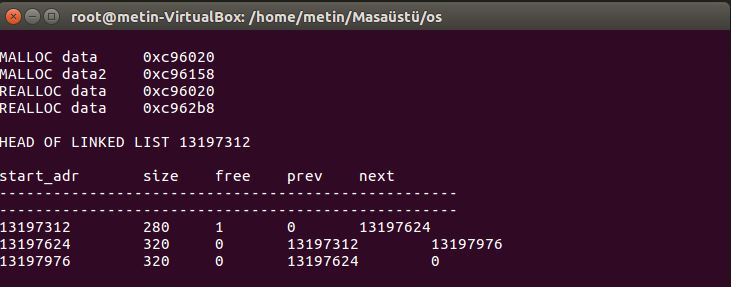 root@metin-VirtualBox: /home/metin/Masaüstü/os
MALLOC data 0xc96020
MALLOC data2 0xc96158
REALLOC data 0xc96020
REALLOC data 0xc962b8
HEAD OF LINKED LIST 13197312
start_adr size free prev next
---------------------------------------------------
---------------------------------------------------
13197312 280 1 0 13197624
13197624 320 0 13197312 13197976
13197976 320 0 13197624 0